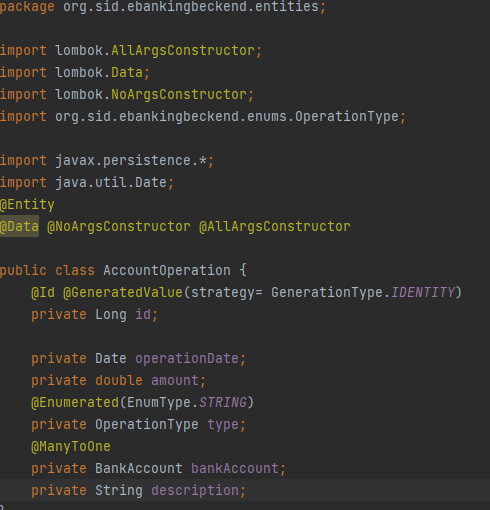 package org.sid.ebankingbeckend.entities;
import lombok.AllArgsConstructor;
import lombok.Data;
import lombok.NoArgsConstructor;
import org.sid.ebankingbeckend.enums.OperationType;
import javax.persistence.*;
import java.util.Date;
@Entity
@Data @NoArgsConstructor @AllArgsConstructor
public class AccountOperation {
@Id @GeneratedValue(strategy= GenerationType.IDENTITY)
private Long id;
private Date operationDate;
private double amount;
@Enumerated(EnumType.STRING)
private OperationType type;
@ManyToOne
private BankAccount bankAccount;
private String description;